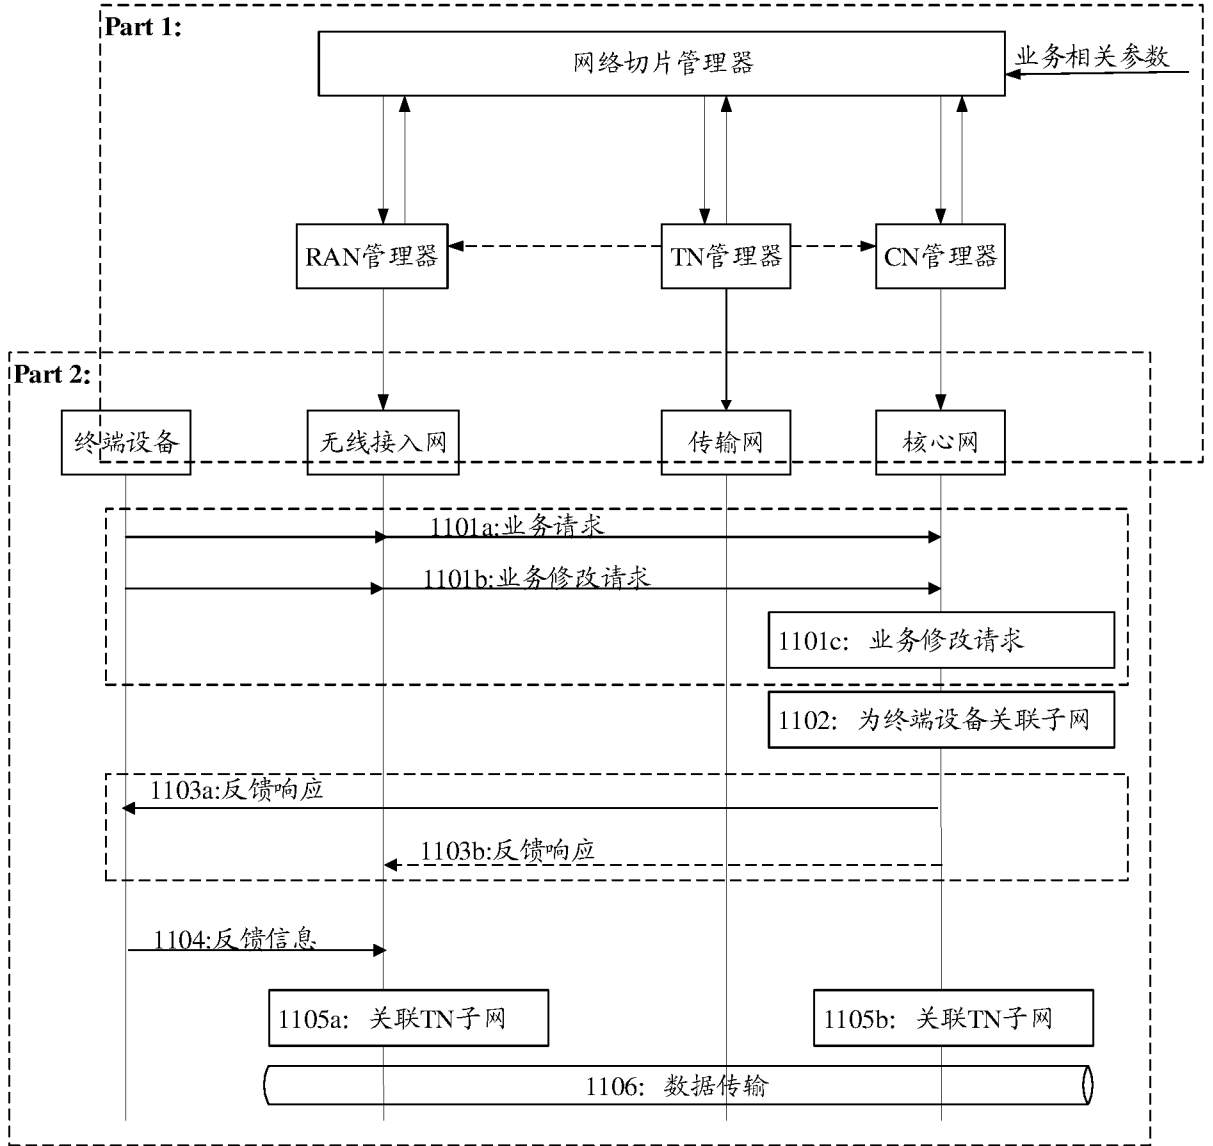 Part 1:
网络切片管理器
业务相关参数
RAN管理器
TN管理器
CN管理器
Part 2:
终端设备
无线接入网
传输网
核心网
1101a:业务请求
1101b:业务修改请求
1101c: 业务修改请求
1102: 为终端设备关联子网
1103a:反馈响应
1103b:反馈响应
1104:反馈信息
1105a: 关联TN子网
1105b: 关联TN子网
1106: 数据传输